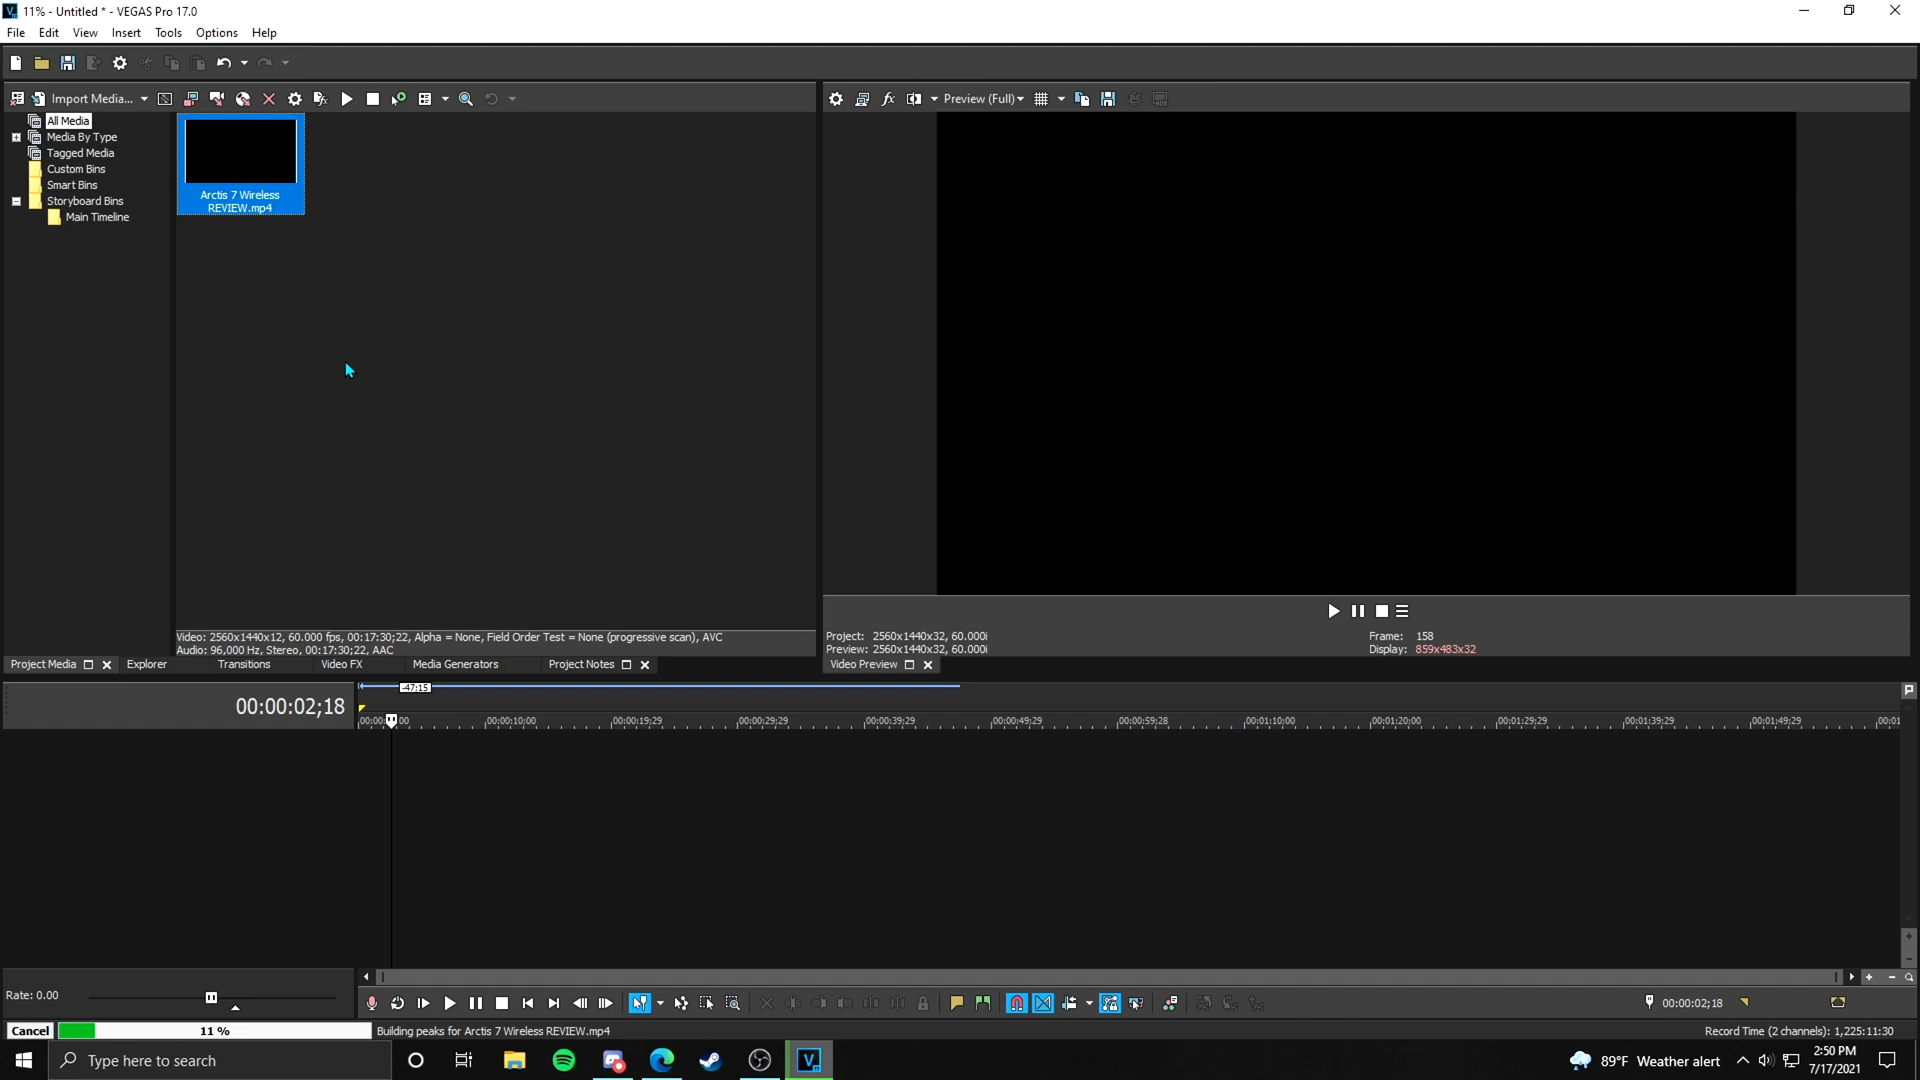 11% - Untitled * - VEGAS Pro 17.0
File Edit View Insert Tools Options Help
Import Media...
Preview (Full)
All Media
Media By Type
Tagged Media
Custom Bins
Smart Bins
Storyboard Bins
Main Timeline
Arctis 7 Wireless
REVIEW.mp4
Video: 2560x1440x12, 60.000 fps, 00:17:30;22, Alpha = None, Field Order Test = None (progressive scan), AVC
Audio: 96,000 Hz, Stereo, 00:17:30;22, AAC
Project: 2560x1440x32, 60.000i
Preview: 2560x1440x32, 60.000i
Frame: 158
Display: 859x483x32
Project Media Explorer Transitions Video FX Media Generators Project Notes
Video Preview
-47:15
00:00:02;18
00:00:10;00 00:00:19;29 00:00:29;29 00:00:39;29 00:00:49;29 00:00:59;28 00:01:10;00 00:01:20;00 00:01:29;29 00:01:39;29 00:01:49;29
Rate: 0.00
00:00:02;18
Cancel 11 % Building peaks for Arctis 7 Wireless REVIEW.mp4
Record Time (2 channels): 1,225:11:30
Type here to search
89°F Weather alert
2:50 PM
7/17/2021